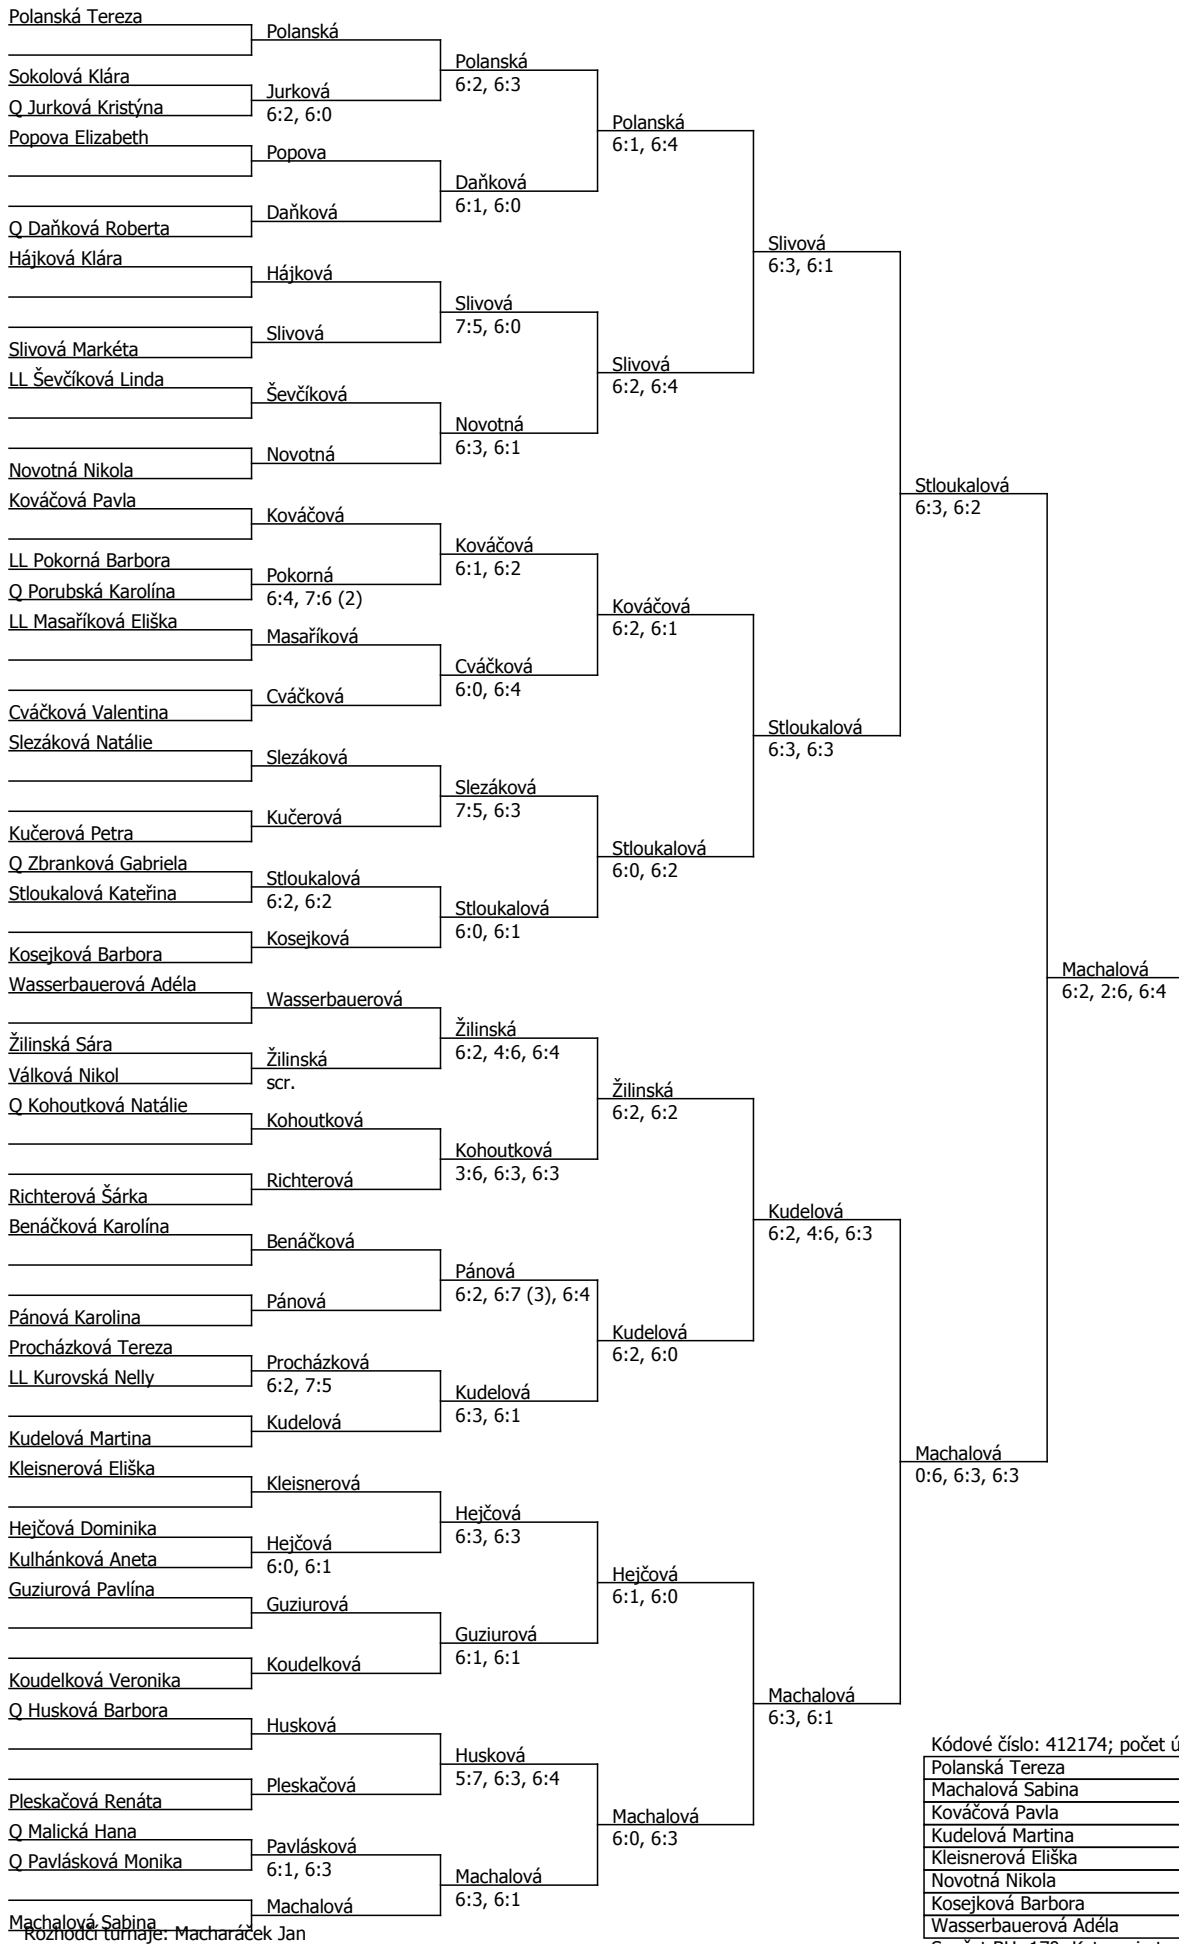 Polanská Tereza
Polanská
Polanská
Sokolová Klára
6:2, 6:3
Jurková
Q Jurková Kristýna
6:2, 6:0
Polanská
Popova Elizabeth
6:1, 6:4
Popova
Daňková
6:1, 6:0
Daňková
Q Daňková Roberta
Slivová
Hájková Klára
6:3, 6:1
Hájková
Slivová
7:5, 6:0
Slivová
Slivová Markéta
Slivová
LL Ševčíková Linda
6:2, 6:4
Ševčíková
Novotná
6:3, 6:1
Novotná
Novotná Nikola
Stloukalová
Kováčová Pavla
6:3, 6:2
Kováčová
Kováčová
LL Pokorná Barbora
6:1, 6:2
Pokorná
Q Porubská Karolína
6:4, 7:6 (2)
Kováčová
LL Masaříková Eliška
6:2, 6:1
Masaříková
Cváčková
6:0, 6:4
Cváčková
Cváčková Valentina
Stloukalová
Slezáková Natálie
6:3, 6:3
Slezáková
Slezáková
7:5, 6:3
Kučerová
Kučerová Petra
Stloukalová
Q Zbranková Gabriela
6:0, 6:2
Stloukalová
Stloukalová Kateřina
6:2, 6:2
Stloukalová
6:0, 6:1
Kosejková
Kosejková Barbora
Machalová
Wasserbauerová Adéla
6:2, 2:6, 6:4
Wasserbauerová
Žilinská
Žilinská Sára
6:2, 4:6, 6:4
Žilinská
Válková Nikol
scr.
Žilinská
Q Kohoutková Natálie
6:2, 6:2
Kohoutková
Kohoutková
3:6, 6:3, 6:3
Richterová
Richterová Šárka
Kudelová
Benáčková Karolína
6:2, 4:6, 6:3
Benáčková
Pánová
6:2, 6:7 (3), 6:4
Pánová
Pánová Karolina
Kudelová
Procházková Tereza
6:2, 6:0
Procházková
LL Kurovská Nelly
6:2, 7:5
Kudelová
6:3, 6:1
Kudelová
Kudelová Martina
Machalová
Kleisnerová Eliška
0:6, 6:3, 6:3
Kleisnerová
Hejčová
Hejčová Dominika
6:3, 6:3
Hejčová
Kulhánková Aneta
6:0, 6:1
Hejčová
Guziurová Pavlína
6:1, 6:0
Guziurová
Guziurová
6:1, 6:1
Koudelková
Koudelková Veronika
Machalová
Q Husková Barbora
6:3, 6:1
Husková
Husková
5:7, 6:3, 6:4
Pleskačová
Pleskačová Renáta
Machalová
Q Malická Hana
6:0, 6:3
Pavlásková
Q Pavlásková Monika
6:1, 6:3
Machalová
6:3, 6:1
Machalová
Machalová Sabina
Rozhodčí turnaje: Macharáček Jan
Kódové číslo: 412174; počet ú
Polanská Tereza
Machalová Sabina
Kováčová Pavla
Kudelová Martina
Kleisnerová Eliška
Novotná Nikola
Kosejková Barbora
Wasserbauerová Adéla